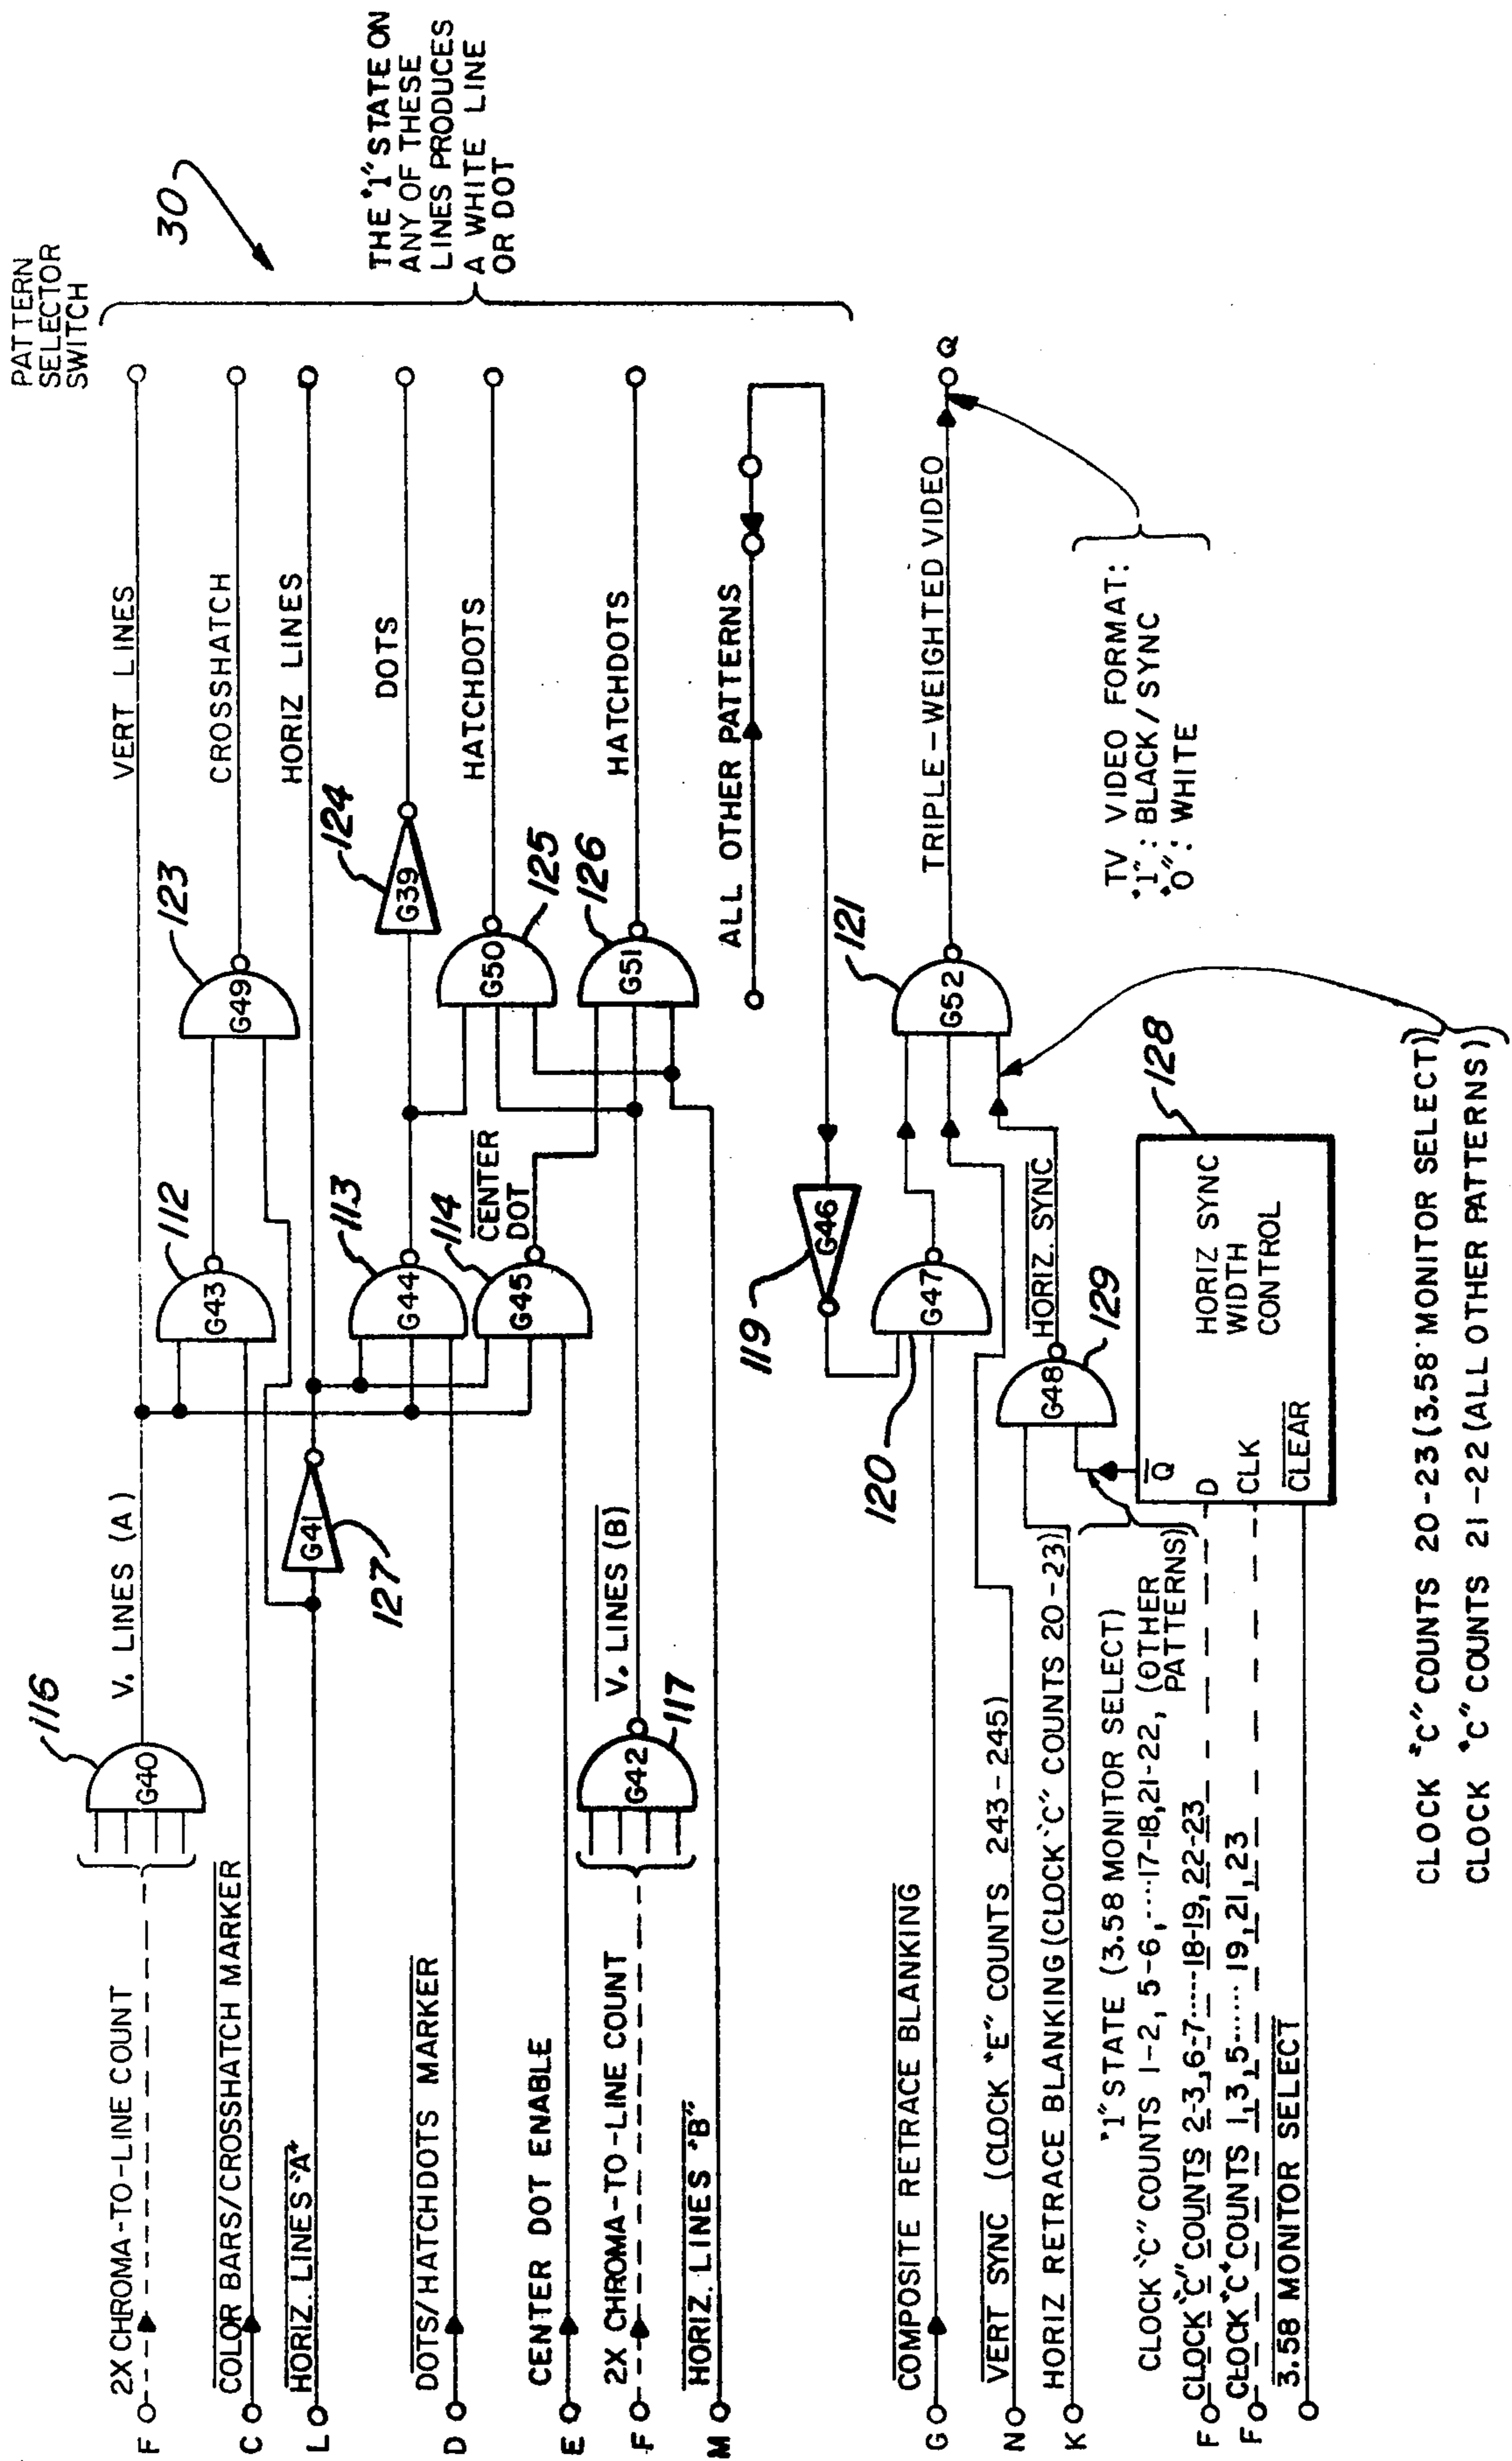 PATTERN
SELECTOR
SWITCH
30
THE "1" STATE ON
ANY OF THESE
LINES PRODUCES
A WHITE LINE
OR DOT
F
2X CHROMA-TO-LINE COUNT
116
G40
V. LINES (A)
VERT LINES
C
COLOR BARS/CROSSHATCH MARKER
112
G43
123
G49
CROSSHATCH
L
HORIZ. LINES "A"
G41
127
HORIZ LINES
D
DOTS/HATCHDOTS MARKER
113
G44
124
G39
DOTS
E
CENTER DOT ENABLE
114
G45
CENTER
DOT
G50
125
HATCHDOTS
F
2X CHROMA-TO-LINE COUNT
G42
117
V. LINES (B)
G51
126
HATCHDOTS
M
HORIZ. LINES "B"
ALL OTHER PATTERNS
119
G46
G
COMPOSITE RETRACE BLANKING
120
G47
121
G52
TRIPLE-WEIGHTED VIDEO
Q
N
VERT SYNC (CLOCK "E" COUNTS 243-245)
K
HORIZ RETRACE BLANKING (CLOCK "C" COUNTS 20-23)
G48
129
HORIZ. SYNC
"1" STATE (3.58 MONITOR SELECT)
CLOCK "C" COUNTS 1-2, 5-6,....17-18, 21-22, (OTHER
PATTERNS)
F
CLOCK "C" COUNTS 2-3, 6-7.....18-19, 22-23
F
CLOCK "C" COUNTS 1, 3, 5...... 19, 21, 23
3.58 MONITOR SELECT
Q
D
CLK
CLEAR
HORIZ SYNC
WIDTH
CONTROL
128
TV VIDEO FORMAT:
"1": BLACK/SYNC
"0": WHITE
CLOCK "C" COUNTS 20-23 (3.58 MONITOR SELECT)
CLOCK "C" COUNTS 21-22 (ALL OTHER PATTERNS)